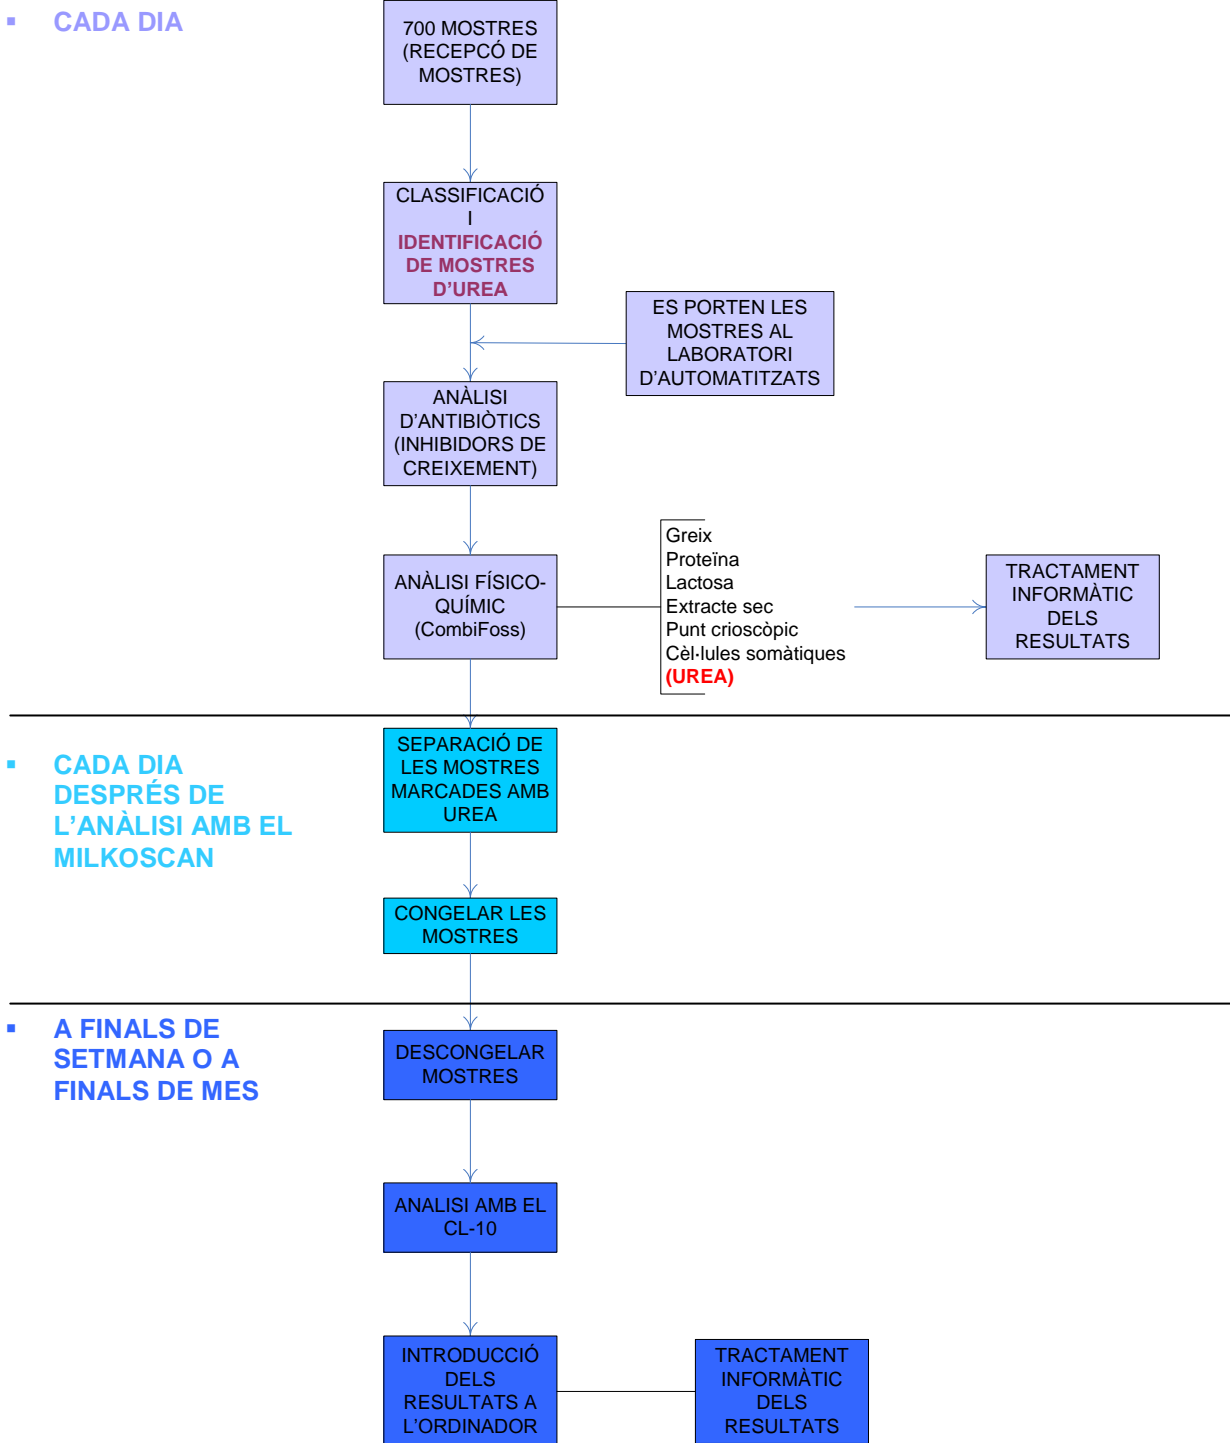 ▪ CADA DIA
700 MOSTRES
(RECEPCÓ DE
MOSTRES)
CLASSIFICACIÓ
I
IDENTIFICACIÓ
DE MOSTRES
D’UREA
ES PORTEN LES
MOSTRES AL
LABORATORI
D’AUTOMATITZATS
ANÀLISI
D’ANTIBIÒTICS
(INHIBIDORS DE
CREIXEMENT)
ANÀLISI FÍSICO-
QUÍMIC
(CombiFoss)
Greix
Proteïna
Lactosa
Extracte sec
Punt crioscòpic
Cèl·lules somàtiques
(UREA)
TRACTAMENT
INFORMÀTIC
DELS
RESULTATS
▪ CADA DIA
DESPRÉS DE
L’ANÀLISI AMB EL
MILKOSCAN
SEPARACIÓ DE
LES MOSTRES
MARCADES AMB
UREA
CONGELAR LES
MOSTRES
▪ A FINALS DE
SETMANA O A
FINALS DE MES
DESCONGELAR
MOSTRES
ANALISI AMB EL
CL-10
INTRODUCCIÓ
DELS
RESULTATS A
L’ORDINADOR
TRACTAMENT
INFORMÀTIC
DELS
RESULTATS